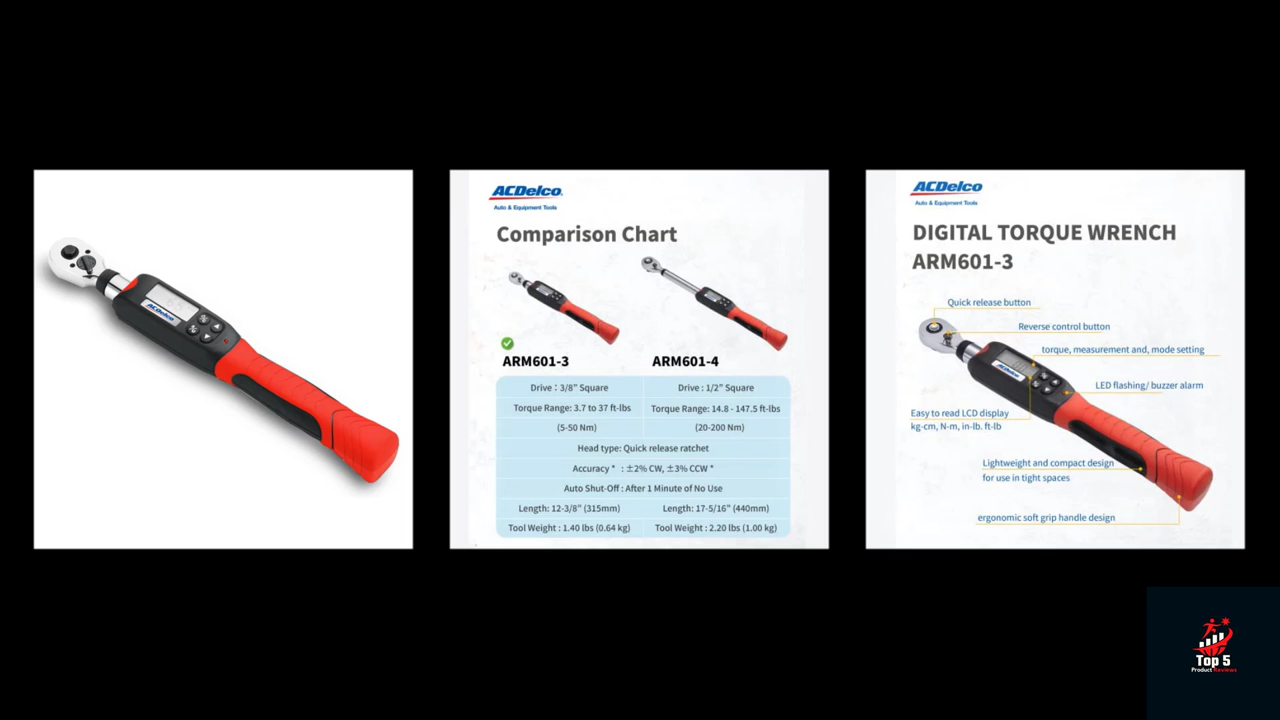 ACDelco
ACDelco
Auto & Equipment Tools
Comparison Chart
ARM601-3
ARM601-4
Drive : 3/8" Square
Drive : 1/2" Square
Torque Range: 3.7 to 37 ft-lbs
Torque Range: 14.8 - 147.5 ft-lbs
(5-50 Nm)
(20-200 Nm)
Head type: Quick release ratchet
Accuracy * : ±2% CW, ±3% CCW *
Auto Shut-Off : After 1 Minute of No Use
Length: 12-3/8" (315mm)
Length: 17-5/16" (440mm)
Tool Weight : 1.40 lbs (0.64 kg)
Tool Weight : 2.20 lbs (1.00 kg)
ACDelco
Auto & Equipment Tools
DIGITAL TORQUE WRENCH
ARM601-3
Quick release button
Reverse control button
torque, measurement and, mode setting
LED flashing/ buzzer alarm
Easy to read LCD display
kg-cm, N-m, in-lb. ft-lb
Lightweight and compact design
for use in tight spaces
ergonomic soft grip handle design
Top 5
Product Reviews